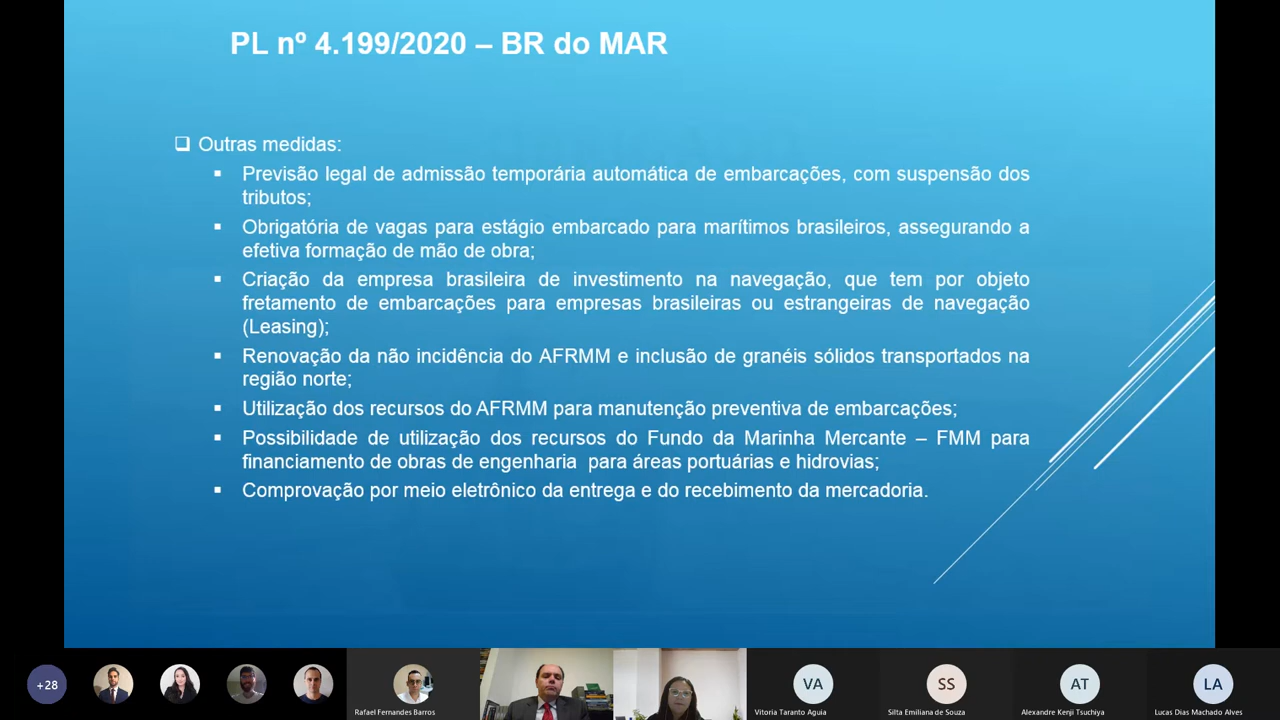 PL nº 4.199/2020 – BR do MAR
Outras medidas:
Previsão legal de admissão temporária automática de embarcações, com suspensão dos
tributos;
Obrigatória de vagas para estágio embarcado para marítimos brasileiros, assegurando a
efetiva formação de mão de obra;
Criação da empresa brasileira de investimento na navegação, que tem por objeto
fretamento de embarcações para empresas brasileiras ou estrangeiras de navegação
(Leasing);
Renovação da não incidência do AFRMM e inclusão de granéis sólidos transportados na
região norte;
Utilização dos recursos do AFRMM para manutenção preventiva de embarcações;
Possibilidade de utilização dos recursos do Fundo da Marinha Mercante – FMM para
financiamento de obras de engenharia para áreas portuárias e hidrovias;
Comprovação por meio eletrônico da entrega e do recebimento da mercadoria.
+28
VA
SS
AT
LA
Rafael Fernandes Barros
Vitoria Taranto Aguia
Silta Emiliana de Souza
Alexandre Kenji Tsuchiya
Lucas Dias Machado Alves